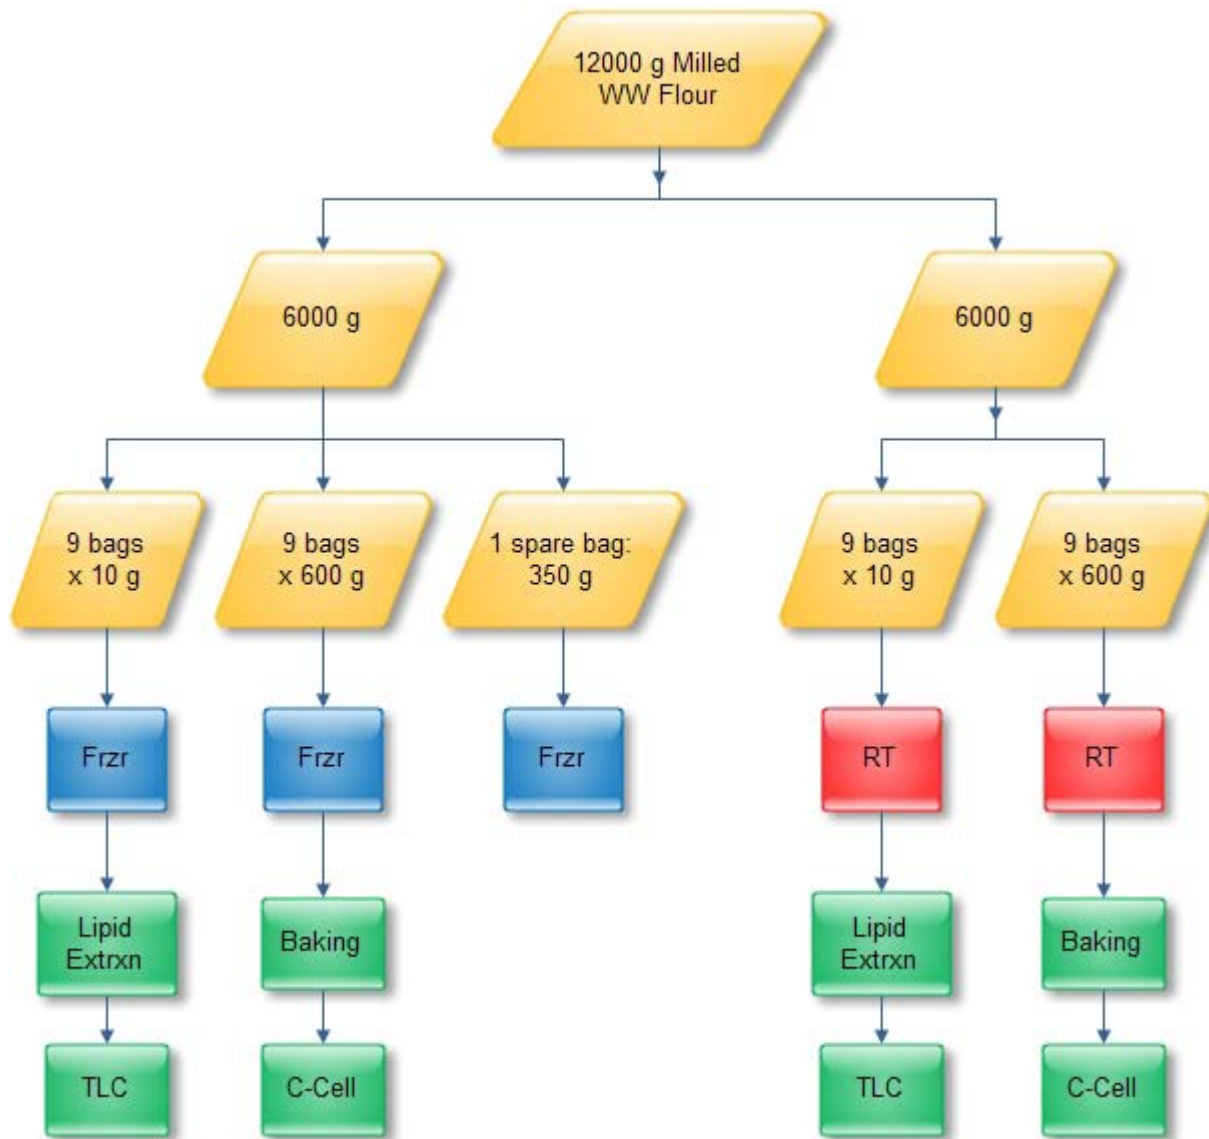 12000 g Milled
WW Flour
6000 g
6000 g
9 bags
x 10 g
9 bags
x 600 g
1 spare bag:
350 g
9 bags
x 10 g
9 bags
x 600 g
Frzr
Frzr
Frzr
RT
RT
Lipid
Extrxn
Baking
Lipid
Extrxn
Baking
TLC
C-Cell
TLC
C-Cell